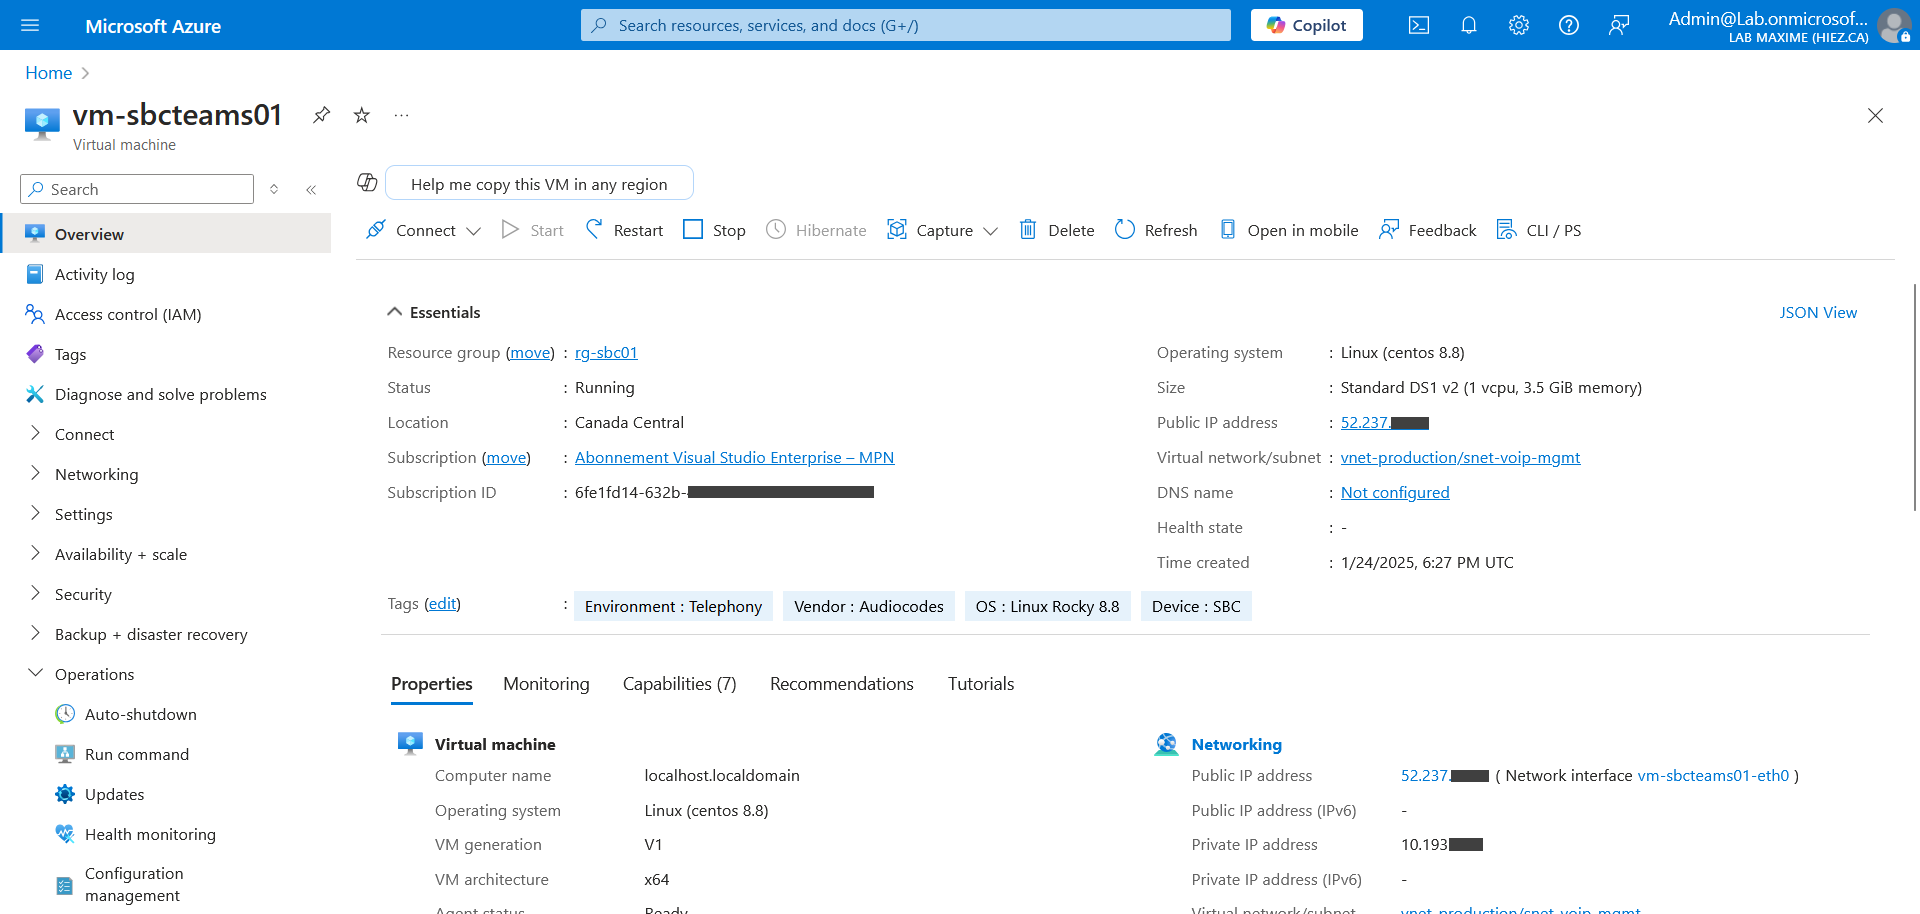 Microsoft Azure
Search resources, services, and docs (G+/)
Copilot
Admin@Lab.onmicrosof...
LAB MAXIME (HIEZ.CA)
Home
vm-sbcteams01
Virtual machine
Search
Overview
Activity log
Access control (IAM)
Tags
Diagnose and solve problems
Connect
Networking
Settings
Availability + scale
Security
Backup + disaster recovery
Operations
Auto-shutdown
Run command
Updates
Health monitoring
Configuration
management
Help me copy this VM in any region
Connect Start Restart Stop Hibernate Capture Delete Refresh Open in mobile Feedback CLI / PS
Essentials
JSON View
Resource group (move) : rg-sbc01
Status : Running
Location : Canada Central
Subscription (move) : Abonnement Visual Studio Enterprise – MPN
Subscription ID : 6fe1fd14-632b-
Operating system : Linux (centos 8.8)
Size : Standard DS1 v2 (1 vcpu, 3.5 GiB memory)
Public IP address : 52.237.
Virtual network/subnet : vnet-production/snet-voip-mgmt
DNS name : Not configured
Health state : -
Time created : 1/24/2025, 6:27 PM UTC
Tags (edit) : Environment : Telephony Vendor : Audiocodes OS : Linux Rocky 8.8 Device : SBC
Properties Monitoring Capabilities (7) Recommendations Tutorials
Virtual machine
Computer name localhost.localdomain
Operating system Linux (centos 8.8)
VM generation V1
VM architecture x64
Agent status Ready
Networking
Public IP address 52.237. ( Network interface vm-sbcteams01-eth0 )
Public IP address (IPv6) -
Private IP address 10.193
Private IP address (IPv6) -
Virtual network/subnet vnet-production/snet-voip-mgmt